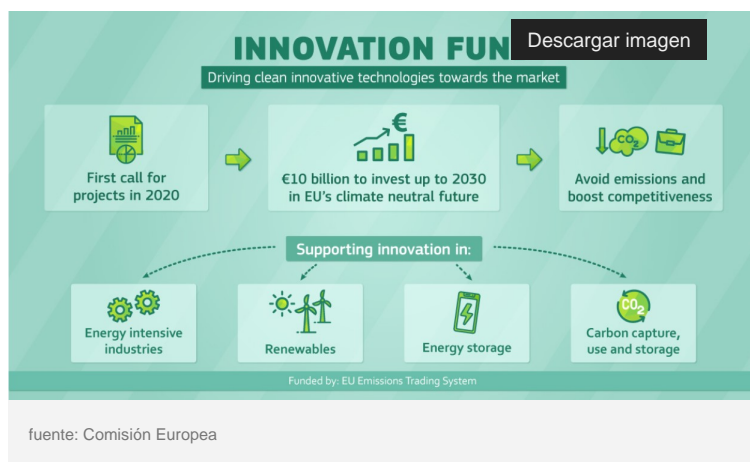 INNOVATION FUN
Descargar imagen
Driving clean innovative technologies towards the market
€
CO₂
First call for
projects in 2020
€10 billion to invest up to 2030
in EU's climate neutral future
Avoid emissions and
boost competitiveness
Supporting innovation in:
CO₂
Energy intensive
industries
Renewables
Energy storage
Carbon capture,
use and storage
Funded by: EU Emissions Trading System
fuente: Comisión Europea